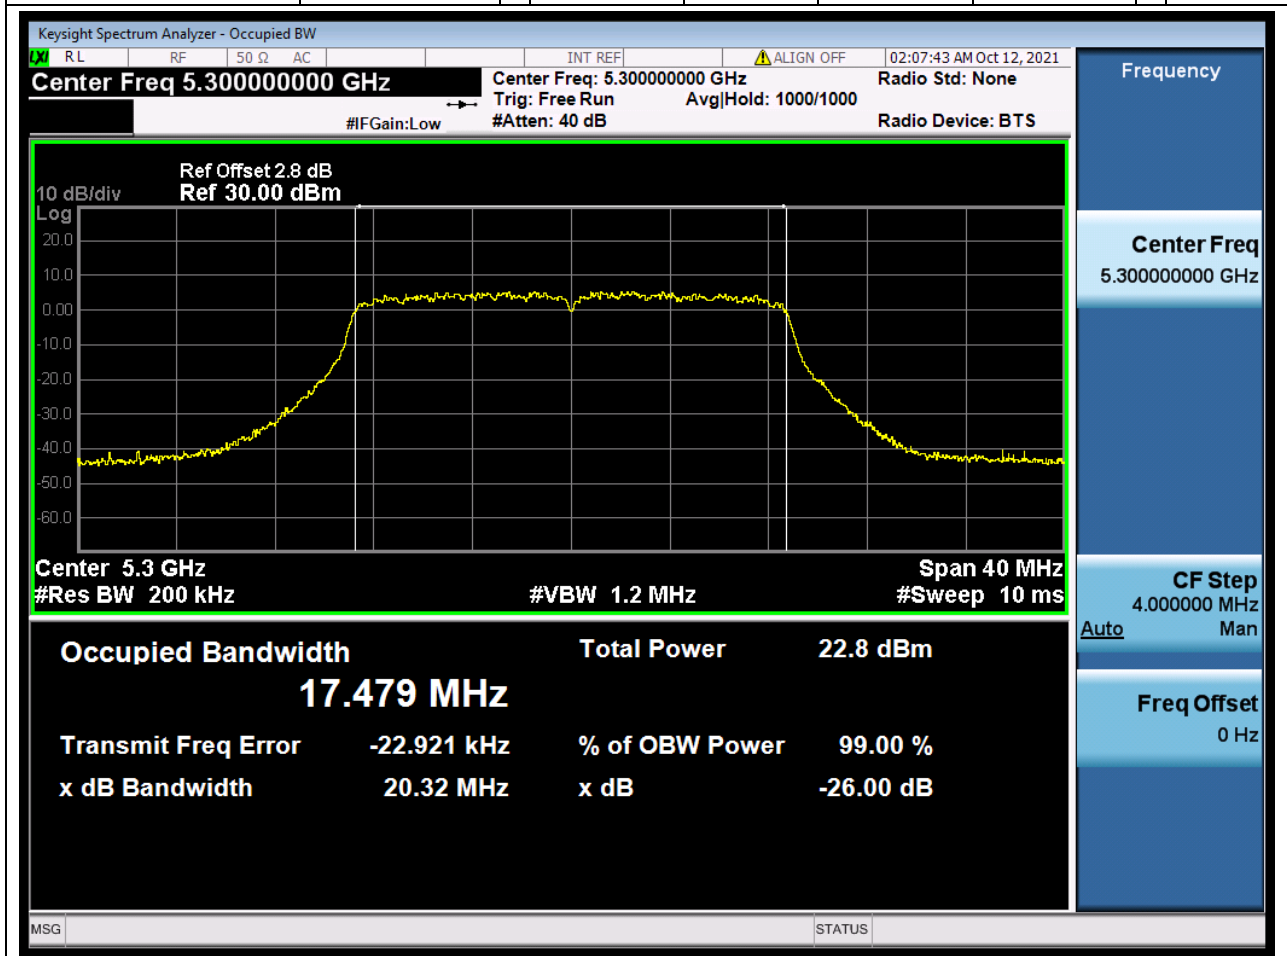 Keysight Spectrum Analyzer - Occupied BW
LXI RL RF 50 Ω AC INT REF ALIGN OFF 02:07:43 AM Oct 12, 2021
Center Freq 5.300000000 GHz
Center Freq: 5.300000000 GHz Radio Std: None
Trig: Free Run Avg|Hold: 1000/1000
#IFGain:Low #Atten: 40 dB Radio Device: BTS
Ref Offset 2.8 dB
10 dB/div Ref 30.00 dBm
Log
20.0
10.0
0.00
-10.0
-20.0
-30.0
-40.0
-50.0
-60.0
Center 5.3 GHz Span 40 MHz
#Res BW 200 kHz #VBW 1.2 MHz #Sweep 10 ms
Occupied Bandwidth Total Power 22.8 dBm
17.479 MHz
Transmit Freq Error -22.921 kHz % of OBW Power 99.00 %
x dB Bandwidth 20.32 MHz x dB -26.00 dB
MSG STATUS
Frequency
Center Freq
5.300000000 GHz
CF Step
4.000000 MHz
Auto Man
Freq Offset
0 Hz